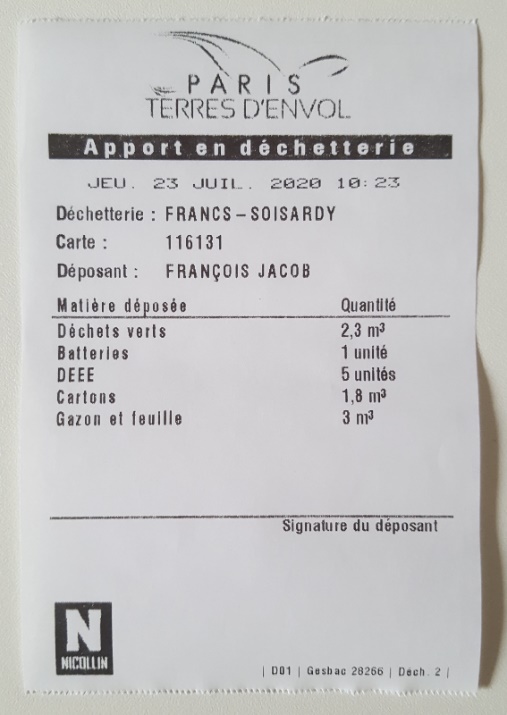 PARIS
TERRES D'ENVOL
Apport en déchetterie
JEU. 23 JUIL. 2020 10:23
Déchetterie : FRANCS-SOISARDY
Carte : 116131
Déposant : FRANÇOIS JACOB
Matière déposée Quantité
Déchets verts 2,3 m³
Batteries 1 unité
DEEE 5 unités
Cartons 1,8 m³
Gazon et feuille 3 m³
Signature du déposant
N
NICOLLIN
| D01 | Gesbac 28266 | Déch. 2 |